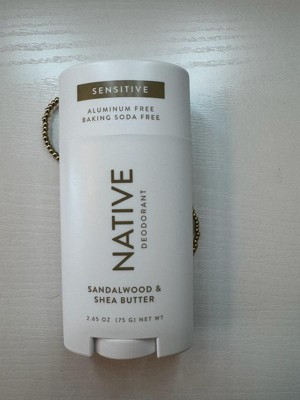 SENSITIVE
ALUMINUM FREE
BAKING SODA FREE
NATIVE
DEODORANT
SANDALWOOD &
SHEA BUTTER
2.65 OZ (75 G) NET WT